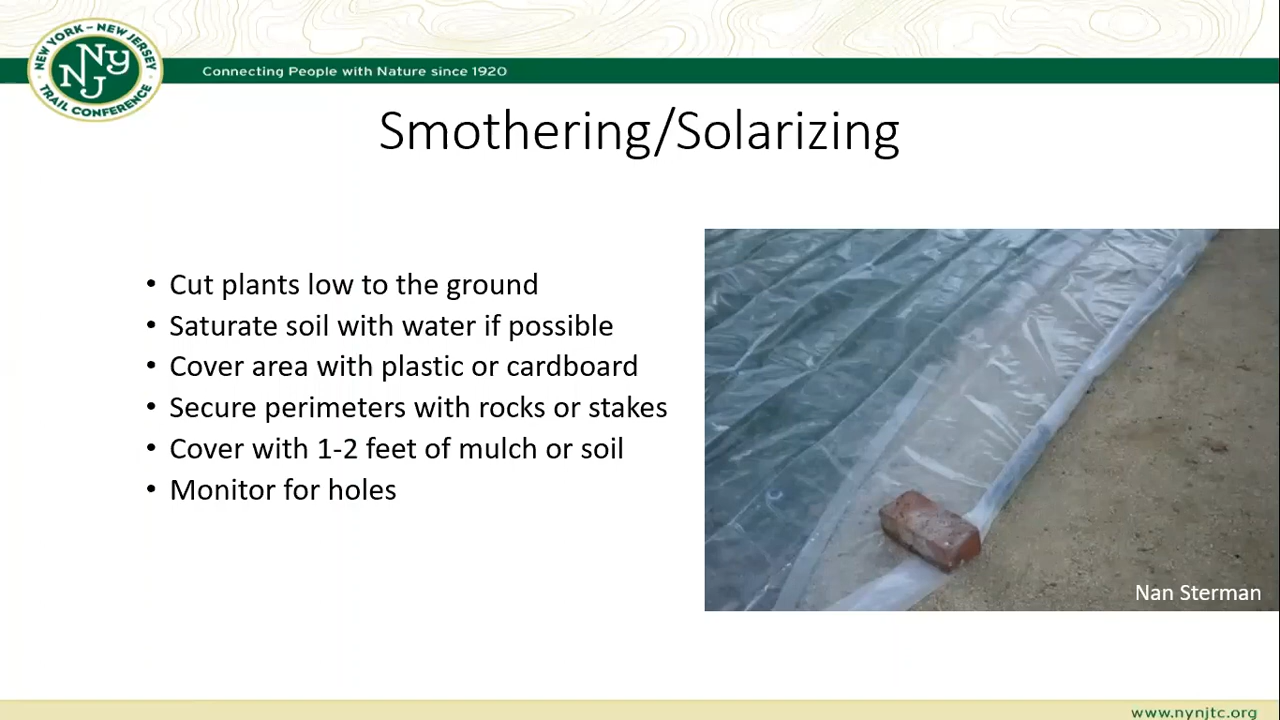 NEW YORK – NEW JERSEY
NY
NJ
TRAIL CONFERENCE
Connecting People with Nature since 1920
Smothering/Solarizing
• Cut plants low to the ground
• Saturate soil with water if possible
• Cover area with plastic or cardboard
• Secure perimeters with rocks or stakes
• Cover with 1-2 feet of mulch or soil
• Monitor for holes
Nan Sterman
www.nynjtc.org